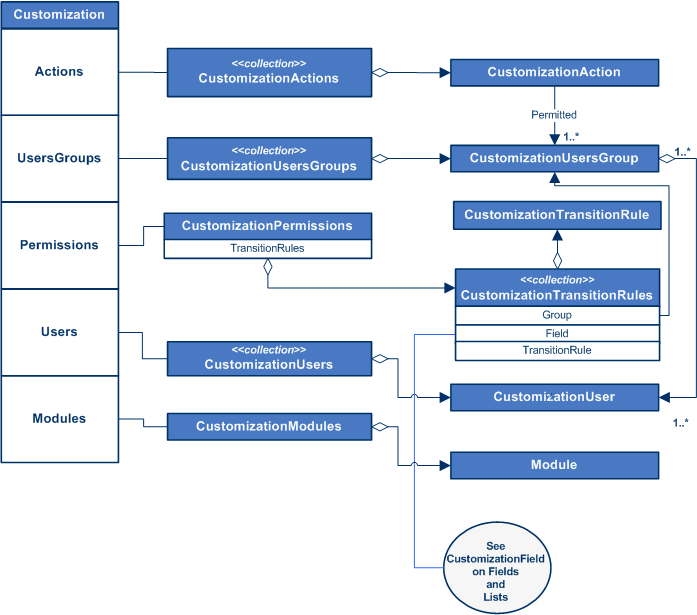 Customization
Actions
<<collection>>
CustomizationActions
CustomizationAction
Permitted
1..*
UsersGroups
<<collection>>
CustomizationUsersGroups
CustomizationUsersGroup
1..*
Permissions
CustomizationPermissions
TransitionRules
CustomizationTransitionRule
<<collection>>
CustomizationTransitionRules
Group
Field
TransitionRule
Users
<<collection>>
CustomizationUsers
CustomizationUser
1..*
Modules
CustomizationModules
Module
See
CustomizationField
on Fields
and
Lists